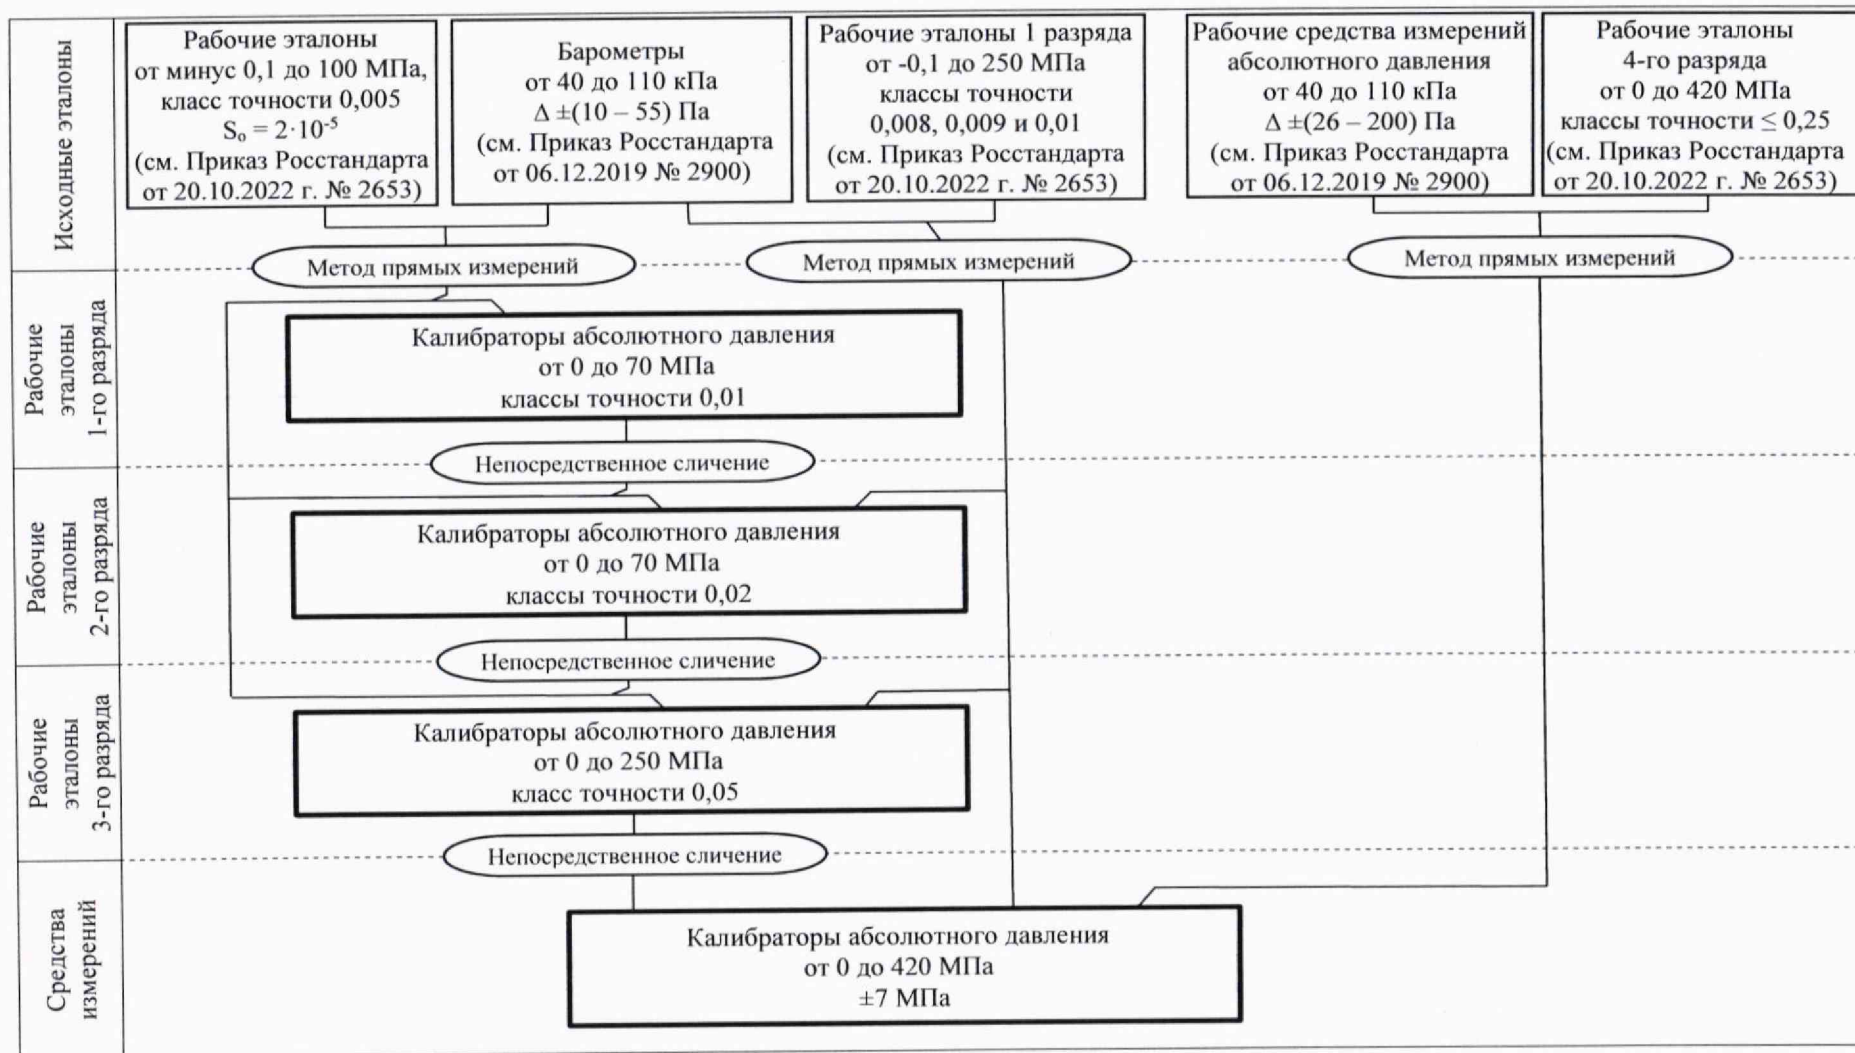 Исходные эталоны
Рабочие эталоны
от минус 0,1 до 100 МПа,
класс точности 0,005
Sₒ = 2·10⁻⁵
(см. Приказ Росстандарта
от 20.10.2022 г. № 2653)
Барометры
от 40 до 110 кПа
Δ ±(10 – 55) Па
(см. Приказ Росстандарта
от 06.12.2019 № 2900)
Рабочие эталоны 1 разряда
от -0,1 до 250 МПа
классы точности
0,008, 0,009 и 0,01
(см. Приказ Росстандарта
от 20.10.2022 г. № 2653)
Рабочие средства измерений
абсолютного давления
от 40 до 110 кПа
Δ ±(26 – 200) Па
(см. Приказ Росстандарта
от 06.12.2019 № 2900)
Рабочие эталоны
4-го разряда
от 0 до 420 МПа
классы точности ≤ 0,25
(см. Приказ Росстандарта
от 20.10.2022 г. № 2653)
Метод прямых измерений
Метод прямых измерений
Метод прямых измерений
Рабочие
эталоны
1-го разряда
Калибраторы абсолютного давления
от 0 до 70 МПа
классы точности 0,01
Непосредственное сличение
Рабочие
эталоны
2-го разряда
Калибраторы абсолютного давления
от 0 до 70 МПа
классы точности 0,02
Непосредственное сличение
Рабочие
эталоны
3-го разряда
Калибраторы абсолютного давления
от 0 до 250 МПа
класс точности 0,05
Непосредственное сличение
Средства
измерений
Калибраторы абсолютного давления
от 0 до 420 МПа
±7 МПа